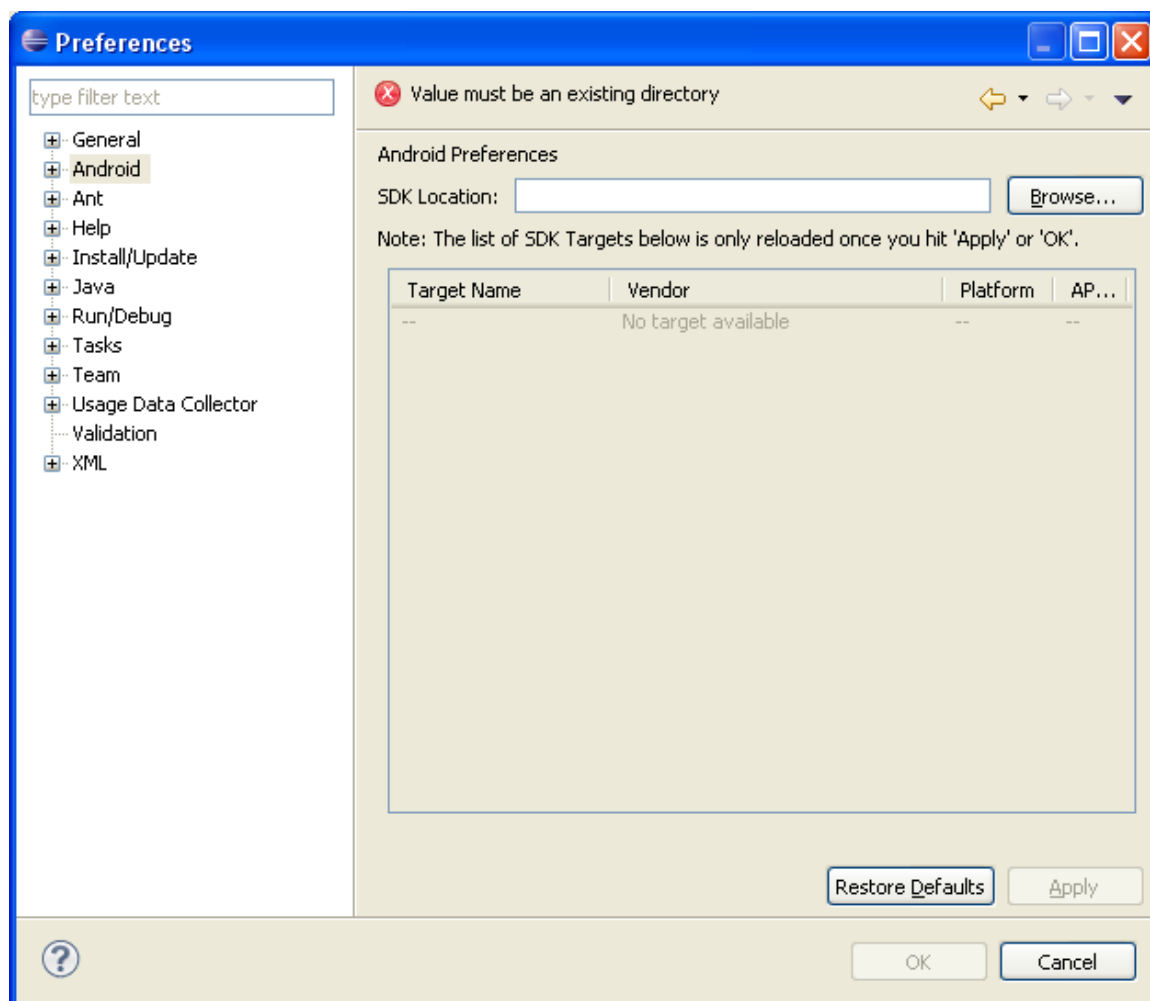 Preferences
type filter text
General
Android
Ant
Help
Install/Update
Java
Run/Debug
Tasks
Team
Usage Data Collector
Validation
XML
Value must be an existing directory
Android Preferences
SDK Location:
Browse...
Note: The list of SDK Targets below is only reloaded once you hit 'Apply' or 'OK'.
Target Name Vendor Platform AP...
-- No target available -- --
Restore Defaults Apply
? OK Cancel